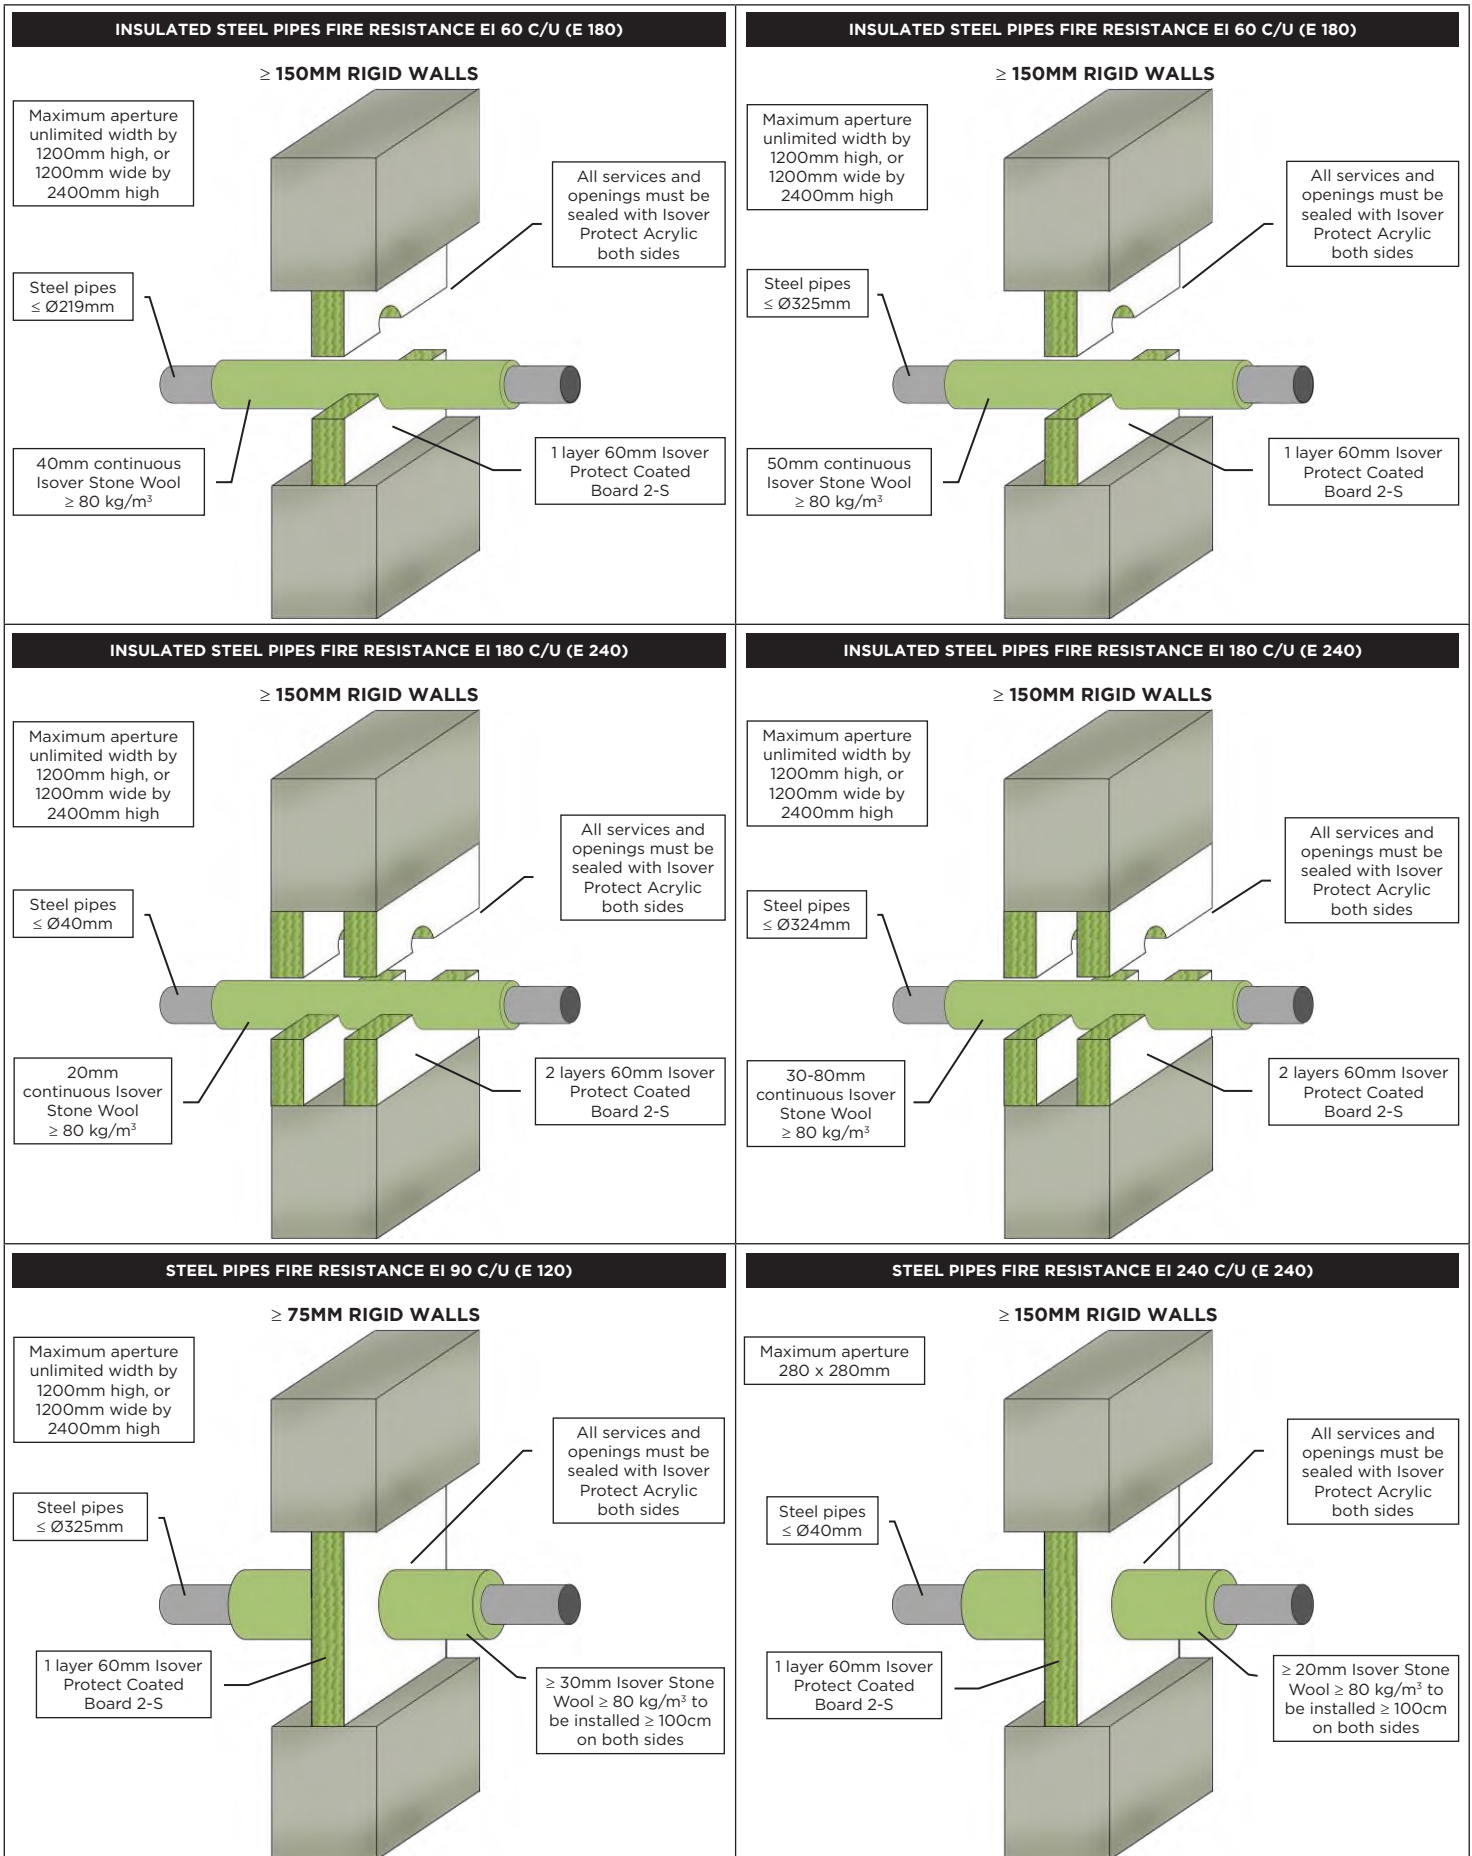 INSULATED STEEL PIPES FIRE RESISTANCE EI 60 C/U (E 180)
≥ 150MM RIGID WALLS
Maximum aperture
unlimited width by
1200mm high, or
1200mm wide by
2400mm high
All services and
openings must be
sealed with Isover
Protect Acrylic
both sides
Steel pipes
≤ Ø219mm
40mm continuous
Isover Stone Wool
≥ 80 kg/m³
1 layer 60mm Isover
Protect Coated
Board 2-S
INSULATED STEEL PIPES FIRE RESISTANCE EI 60 C/U (E 180)
≥ 150MM RIGID WALLS
Maximum aperture
unlimited width by
1200mm high, or
1200mm wide by
2400mm high
All services and
openings must be
sealed with Isover
Protect Acrylic
both sides
Steel pipes
≤ Ø325mm
50mm continuous
Isover Stone Wool
≥ 80 kg/m³
1 layer 60mm Isover
Protect Coated
Board 2-S
INSULATED STEEL PIPES FIRE RESISTANCE EI 180 C/U (E 240)
≥ 150MM RIGID WALLS
Maximum aperture
unlimited width by
1200mm high, or
1200mm wide by
2400mm high
All services and
openings must be
sealed with Isover
Protect Acrylic
both sides
Steel pipes
≤ Ø40mm
20mm
continuous Isover
Stone Wool
≥ 80 kg/m³
2 layers 60mm Isover
Protect Coated
Board 2-S
INSULATED STEEL PIPES FIRE RESISTANCE EI 180 C/U (E 240)
≥ 150MM RIGID WALLS
Maximum aperture
unlimited width by
1200mm high, or
1200mm wide by
2400mm high
All services and
openings must be
sealed with Isover
Protect Acrylic
both sides
Steel pipes
≤ Ø324mm
30-80mm
continuous Isover
Stone Wool
≥ 80 kg/m³
2 layers 60mm Isover
Protect Coated
Board 2-S
STEEL PIPES FIRE RESISTANCE EI 90 C/U (E 120)
≥ 75MM RIGID WALLS
Maximum aperture
unlimited width by
1200mm high, or
1200mm wide by
2400mm high
All services and
openings must be
sealed with Isover
Protect Acrylic
both sides
Steel pipes
≤ Ø325mm
1 layer 60mm Isover
Protect Coated
Board 2-S
≥ 30mm Isover Stone
Wool ≥ 80 kg/m³ to
be installed ≥ 100cm
on both sides
STEEL PIPES FIRE RESISTANCE EI 240 C/U (E 240)
≥ 150MM RIGID WALLS
Maximum aperture
280 x 280mm
All services and
openings must be
sealed with Isover
Protect Acrylic
both sides
Steel pipes
≤ Ø40mm
1 layer 60mm Isover
Protect Coated
Board 2-S
≥ 20mm Isover Stone
Wool ≥ 80 kg/m³ to
be installed ≥ 100cm
on both sides